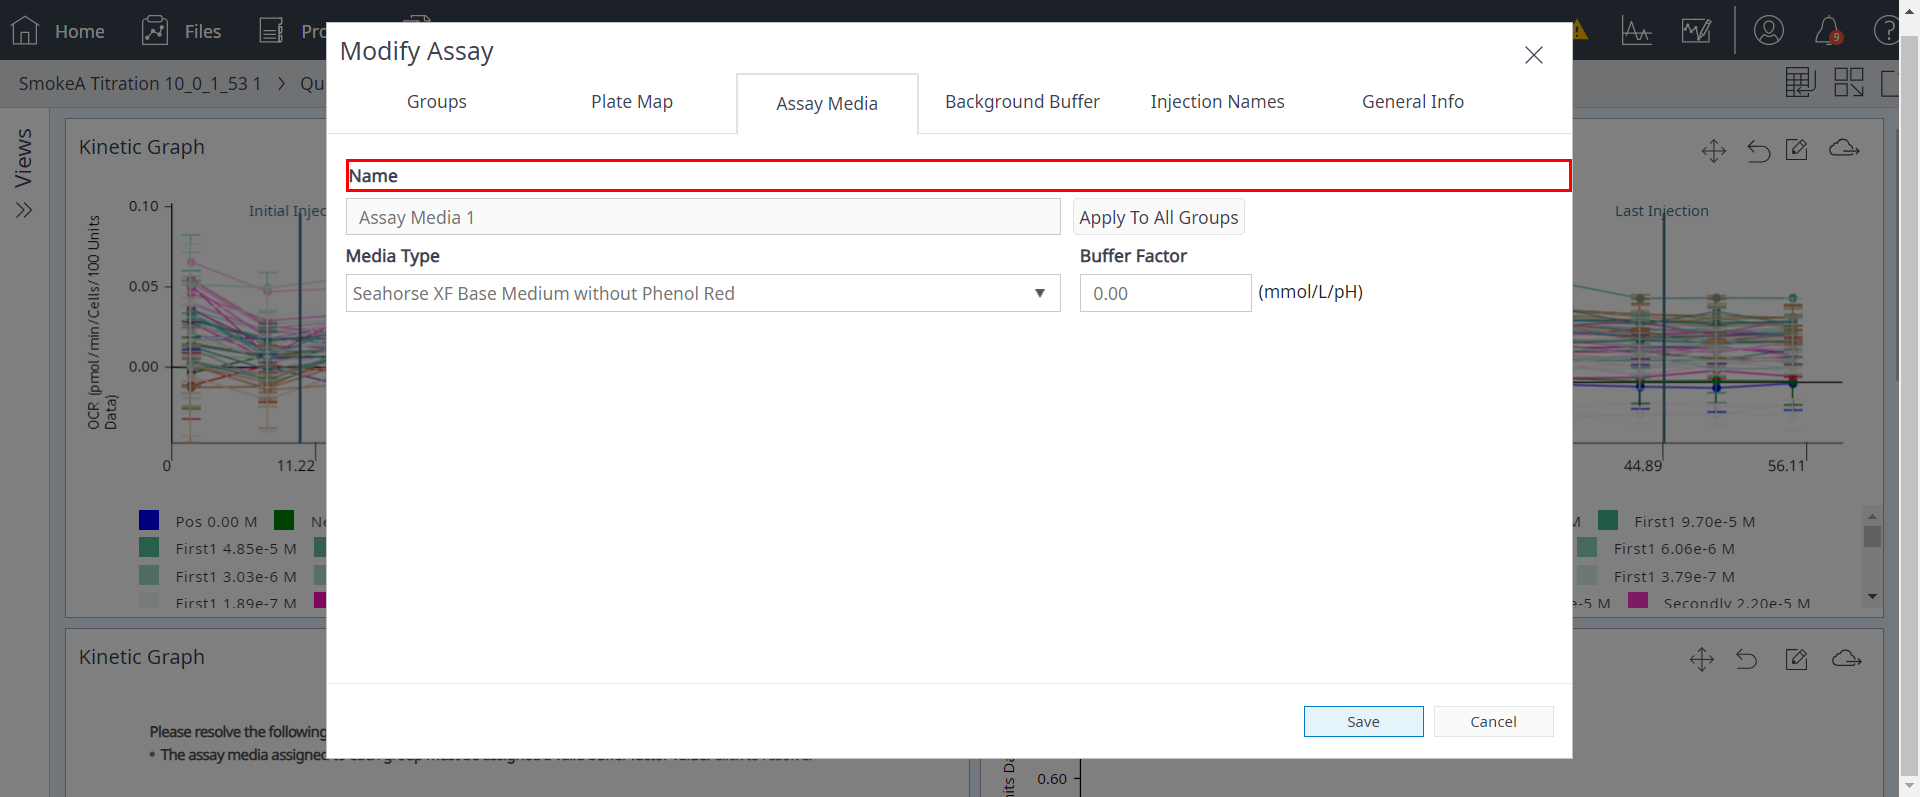 Home
Files
Pro
9
SmokeA Titration 10_0_1_53 1 > Qu
Modify Assay
Groups
Plate Map
Assay Media
Background Buffer
Injection Names
General Info
Name
Assay Media 1
Apply To All Groups
Media Type
Buffer Factor
Seahorse XF Base Medium without Phenol Red
0.00
(mmol/L/pH)
Save
Cancel
Views
Kinetic Graph
Initial Injec
Last Injection
OCR (pmol/min/Cells/100 Units
Data)
0.10
0.05
0.00
0
11.22
44.89
56.11
Pos 0.00 M
Ne
First1 9.70e-5 M
First1 4.85e-5 M
First1 6.06e-6 M
First1 3.03e-6 M
First1 3.79e-7 M
First1 1.89e-7 M
e-5 M
Secondly 2.20e-5 M
Kinetic Graph
Please resolve the following
• The assay media assigned
0.60